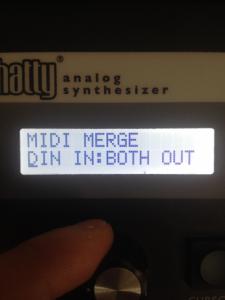 hatty®
analog
synthesizer
MIDI MERGE
DIN IN:BOTH OUT